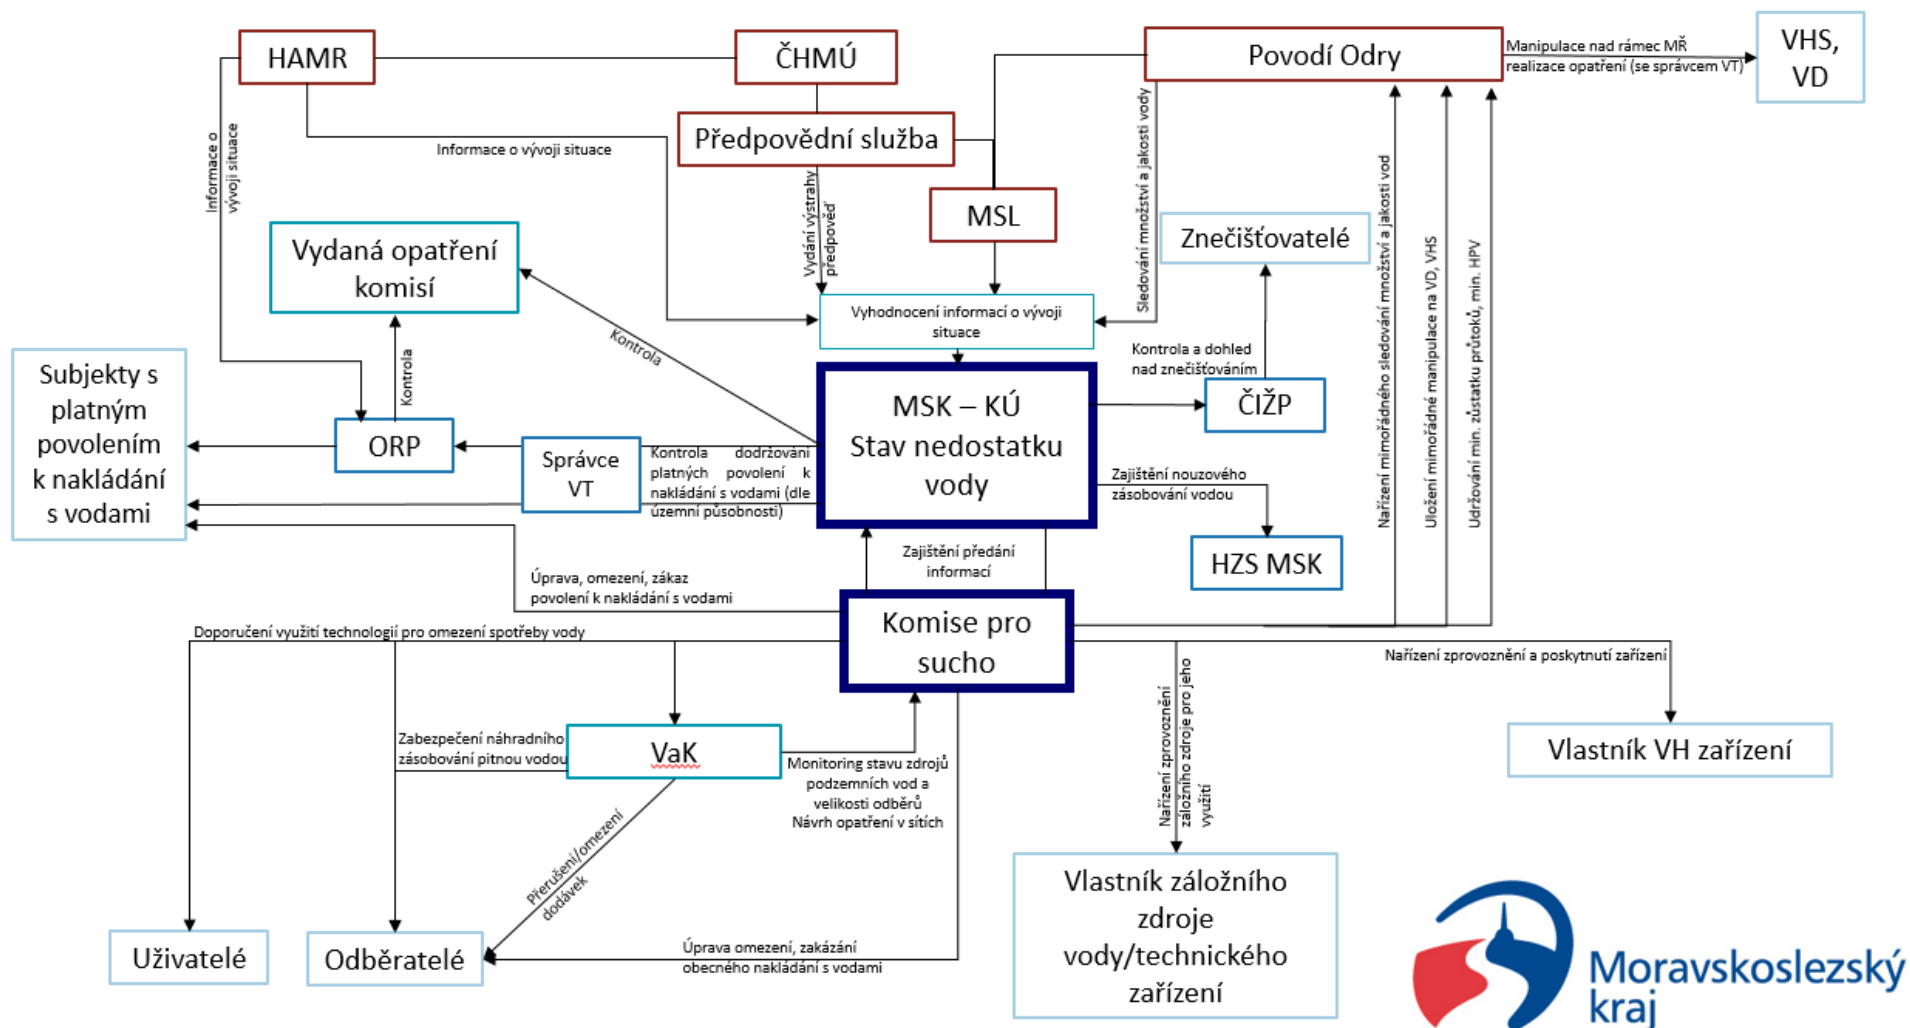 HAMR
ČHMÚ
Povodí Odry
Manipulace nad rámec MŘ
realizace opatření (se správcem VT)
VHS,
VD
Informace o
vývoji situace
Informace o vývoji situace
Předpovědní služba
Vydání výstrahy
předpověď
MSL
Sledování množství a jakosti vody
Znečišťovatelé
Nařízení mimořádného sledování množství a jakosti vod
Uložení mimořádné manipulace na VD, VHS
Udržování min. zůstatku průtoků, min. HPV
Vydaná opatření
komisí
Kontrola
Kontrola
Vyhodnocení informací o vývoji
situace
Kontrola a dohled
nad znečišťováním
Subjekty s
platným
povolením
k nakládání
s vodami
ORP
Správce
VT
Kontrola dodržování
platných povolení k
nakládání s vodami (dle
územní působnosti)
MSK – KÚ
Stav nedostatku
vody
ČIŽP
Zajištění nouzového
zásobování vodou
HZS MSK
Zajištění předání
informací
Úprava, omezení, zákaz
povolení k nakládání s vodami
Komise pro
sucho
Doporučení využití technologií pro omezení spotřeby vody
Nařízení zprovoznění a poskytnutí zařízení
Nařízení zprovoznění
záložního zdroje pro jeho
využití
Zabezpečení náhradního
zásobování pitnou vodou
VaK
Monitoring stavu zdrojů
podzemních vod a
velikosti odběrů
Návrh opatření v sítích
Vlastník VH zařízení
Přerušení/omezení
dodávek
Vlastník záložního
zdroje
vody/technického
zařízení
Uživatelé
Odběratelé
Úprava omezení, zakázání
obecného nakládání s vodami
Moravskoslezský
kraj